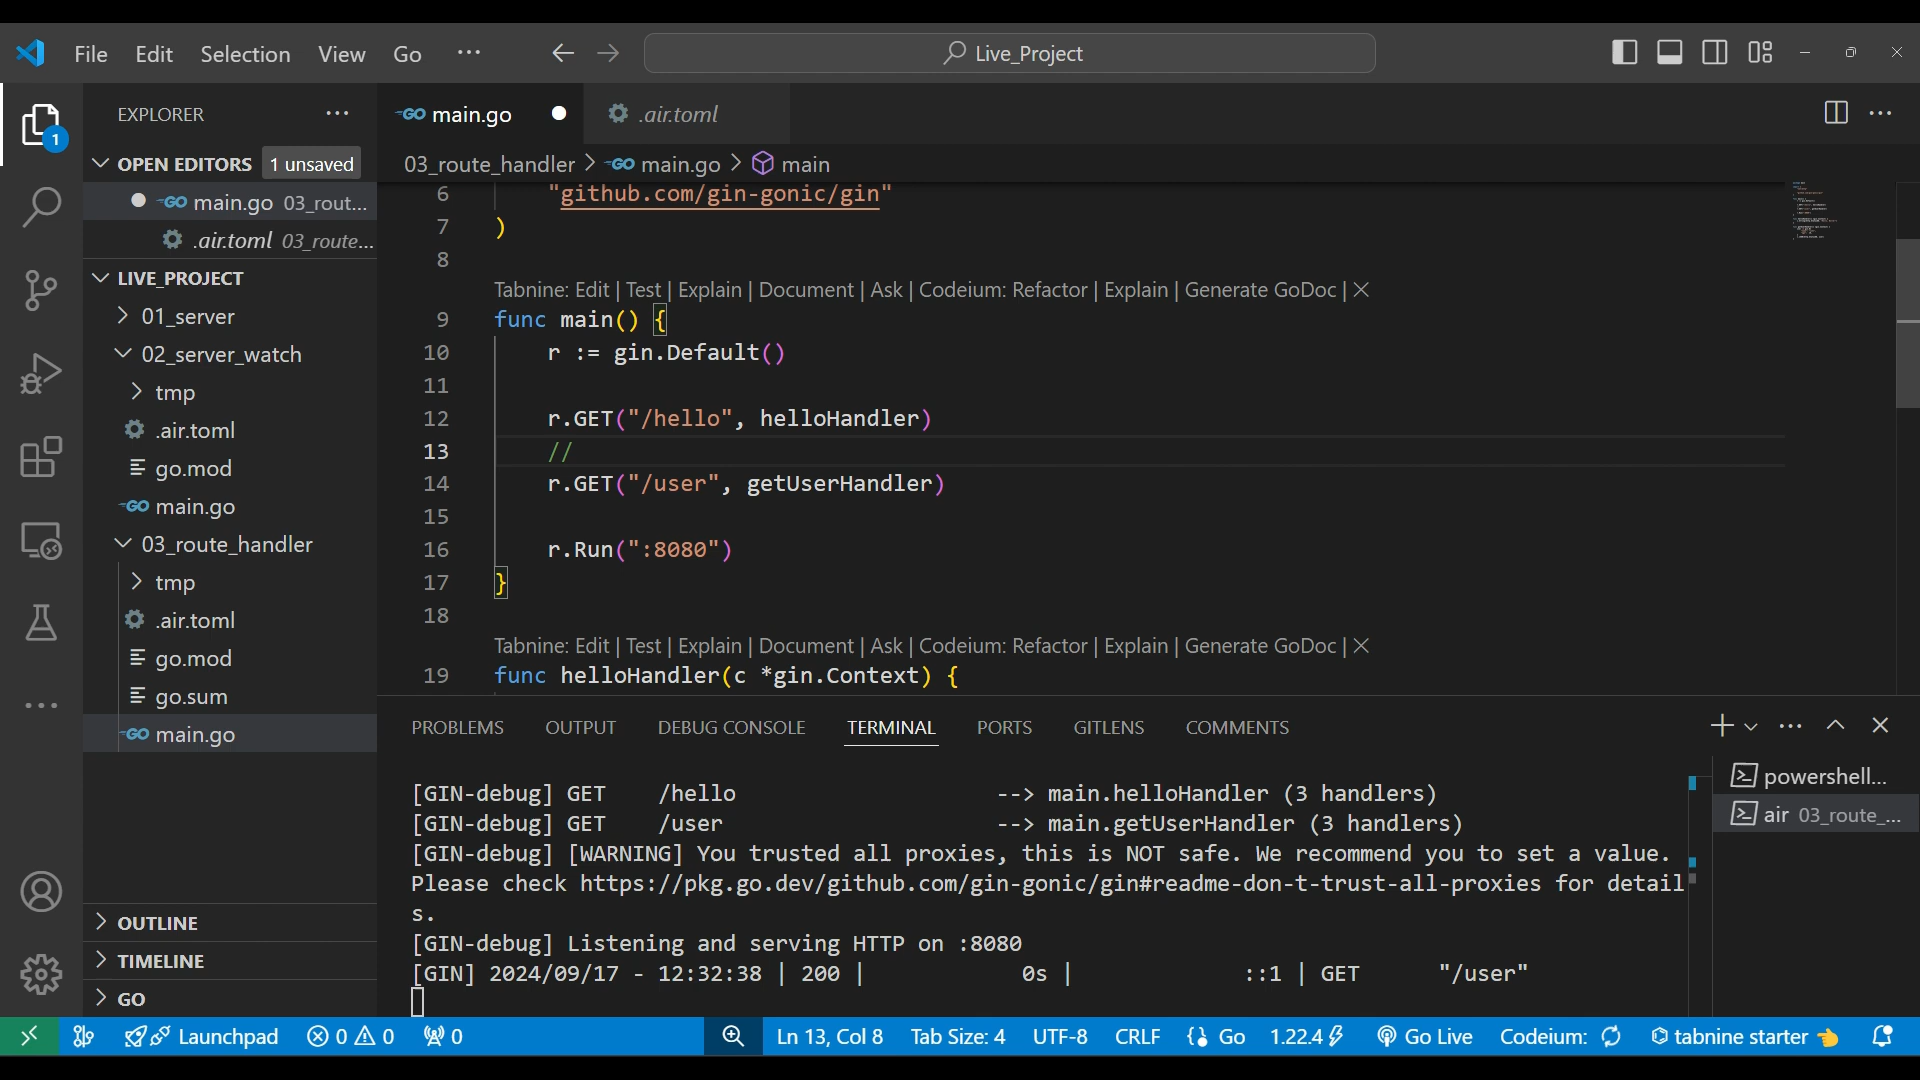 File Edit Selection View Go ··· Live_Project
EXPLORER ···
GO main.go
.air.toml
1
OPEN EDITORS 1 unsaved
GO main.go 03_rout...
.air.toml 03_route...
LIVE_PROJECT
01_server
02_server_watch
tmp
.air.toml
go.mod
GO main.go
03_route_handler
tmp
.air.toml
go.mod
go.sum
GO main.go
OUTLINE
TIMELINE
GO
03_route_handler > GO main.go > main
6 "github.com/gin-gonic/gin"
7 )
8
Tabnine: Edit | Test | Explain | Document | Ask | Codeium: Refactor | Explain | Generate GoDoc | X
9 func main() {
10 r := gin.Default()
11
12 r.GET("/hello", helloHandler)
13 //
14 r.GET("/user", getUserHandler)
15
16 r.Run(":8080")
17 }
18
Tabnine: Edit | Test | Explain | Document | Ask | Codeium: Refactor | Explain | Generate GoDoc | X
19 func helloHandler(c *gin.Context) {
PROBLEMS OUTPUT DEBUG CONSOLE TERMINAL PORTS GITLENS COMMENTS
[GIN-debug] GET /hello --> main.helloHandler (3 handlers)
[GIN-debug] GET /user --> main.getUserHandler (3 handlers)
[GIN-debug] [WARNING] You trusted all proxies, this is NOT safe. We recommend you to set a value.
Please check https://pkg.go.dev/github.com/gin-gonic/gin#readme-don-t-trust-all-proxies for detail
s.
[GIN-debug] Listening and serving HTTP on :8080
[GIN] 2024/09/17 - 12:32:38 | 200 | 0s | ::1 | GET "/user"
powershell...
air 03_route_...
Launchpad 0 0 0 Ln 13, Col 8 Tab Size: 4 UTF-8 CRLF {} Go 1.22.4 Go Live Codeium: tabnine starter